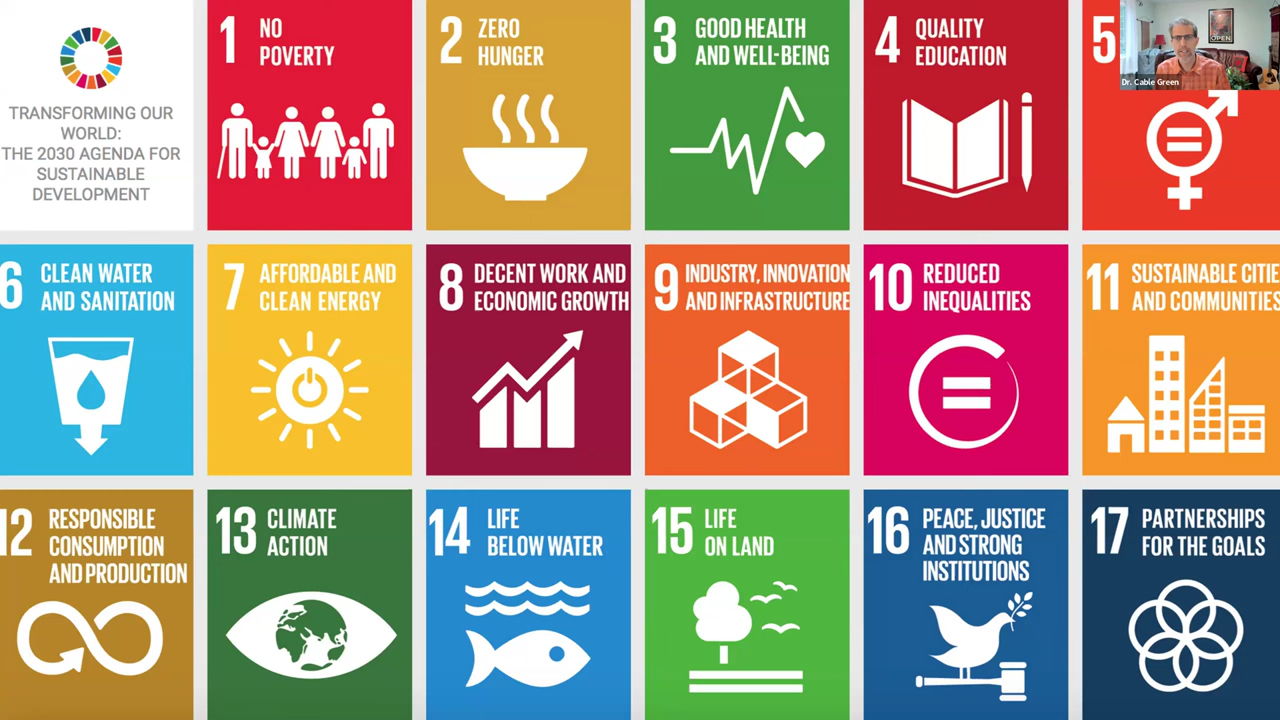 TRANSFORMING OUR
WORLD:
THE 2030 AGENDA FOR
SUSTAINABLE
DEVELOPMENT
1 NO
POVERTY
2 ZERO
HUNGER
3 GOOD HEALTH
AND WELL-BEING
4 QUALITY
EDUCATION
5
OPEN
Dr. Cable Green
6 CLEAN WATER
AND SANITATION
7 AFFORDABLE AND
CLEAN ENERGY
8 DECENT WORK AND
ECONOMIC GROWTH
9 INDUSTRY, INNOVATION
AND INFRASTRUCTURE
10 REDUCED
INEQUALITIES
11 SUSTAINABLE CITIE
AND COMMUNITIES
12 RESPONSIBLE
CONSUMPTION
AND PRODUCTION
13 CLIMATE
ACTION
14 LIFE
BELOW WATER
15 LIFE
ON LAND
16 PEACE, JUSTICE
AND STRONG
INSTITUTIONS
17 PARTNERSHIPS
FOR THE GOALS